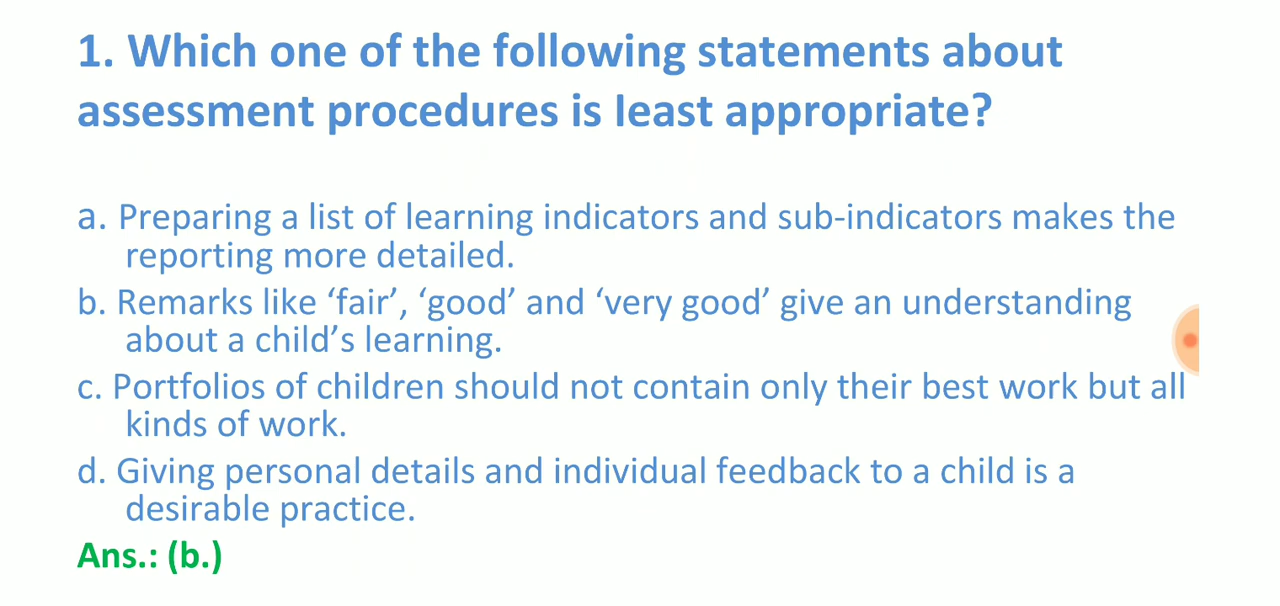 1. Which one of the following statements about
assessment procedures is least appropriate?
a. Preparing a list of learning indicators and sub-indicators makes the
reporting more detailed.
b. Remarks like ‘fair’, ‘good’ and ‘very good’ give an understanding
about a child’s learning.
c. Portfolios of children should not contain only their best work but all
kinds of work.
d. Giving personal details and individual feedback to a child is a
desirable practice.
Ans.: (b.)